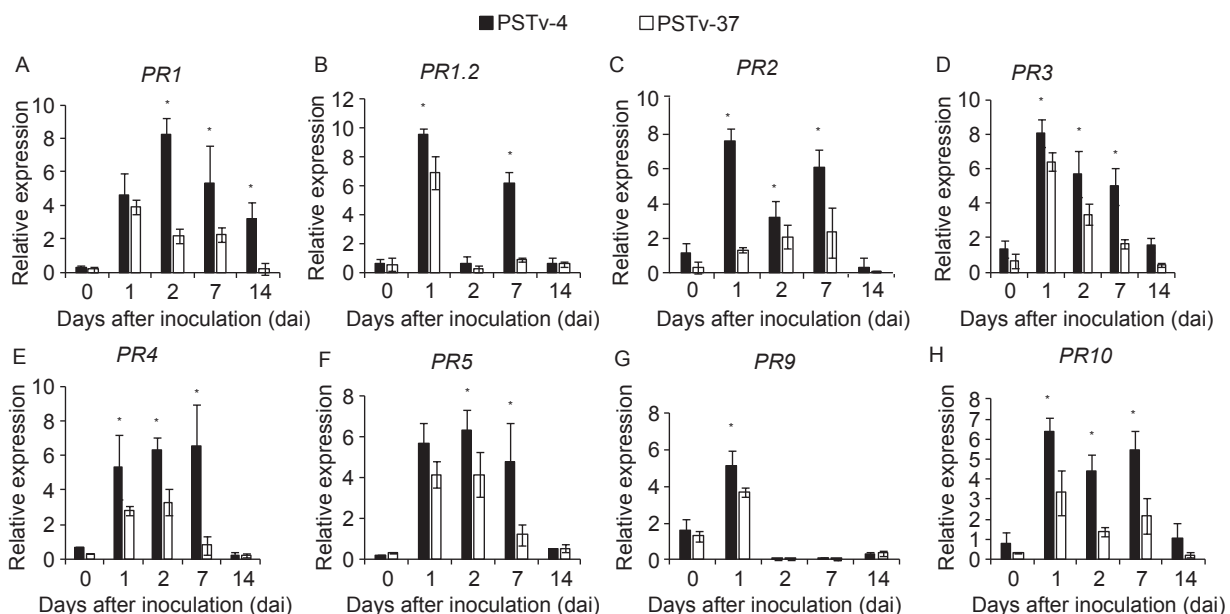 PSTv-4 PSTv-37
A PR1
Relative expression
10
8
6
4
2
0
*
*
*
0 1 2 7 14
Days after inoculation (dai)
B PR1.2
Relative expression
12
10
8
6
4
2
0
*
*
0 1 2 7 14
Days after inoculation (dai)
C PR2
Relative expression
10
8
6
4
2
0
*
*
*
0 1 2 7 14
Days after inoculation (dai)
D PR3
Relative expression
10
8
6
4
2
0
*
*
*
0 1 2 7 14
Days after inoculation (dai)
E PR4
Relative expression
10
8
6
4
2
0
*
*
*
0 1 2 7 14
Days after inoculation (dai)
F PR5
Relative expression
8
6
4
2
0
*
*
0 1 2 7 14
Days after inoculation (dai)
G PR9
Relative expression
8
6
4
2
0
*
0 1 2 7 14
Days after inoculation (dai)
H PR10
Relative expression
8
7
6
5
4
3
2
1
0
*
*
*
0 1 2 7 14
Days after inoculation (dai)